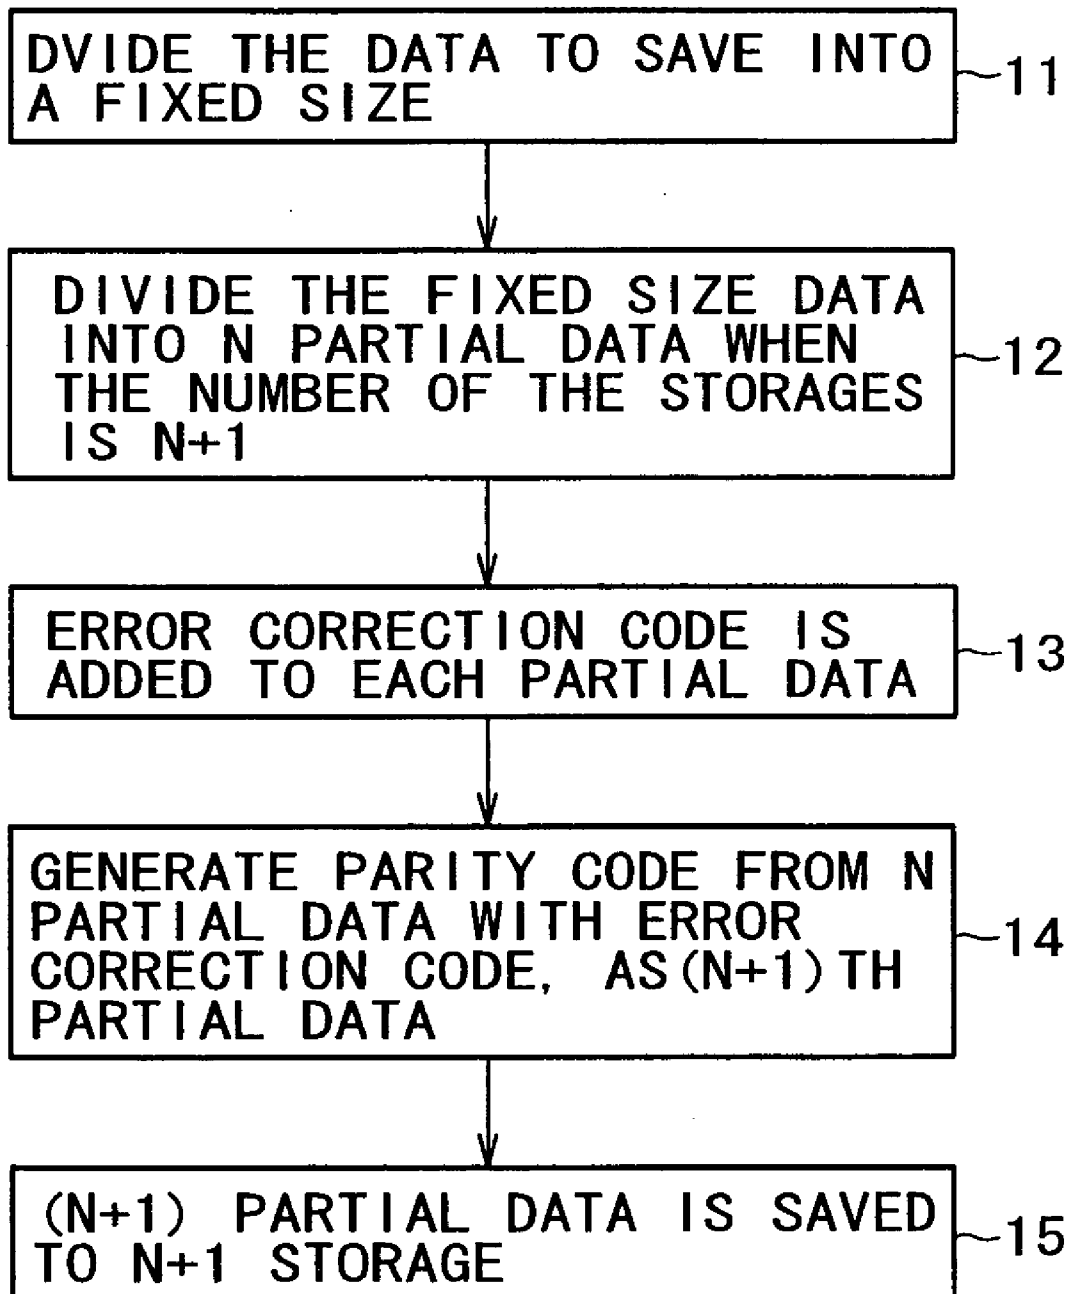 DVIDE THE DATA TO SAVE INTO
A FIXED SIZE
11
DIVIDE THE FIXED SIZE DATA
INTO N PARTIAL DATA WHEN
THE NUMBER OF THE STORAGES
IS N+1
12
ERROR CORRECTION CODE IS
ADDED TO EACH PARTIAL DATA
13
GENERATE PARITY CODE FROM N
PARTIAL DATA WITH ERROR
CORRECTION CODE, AS(N+1)TH
PARTIAL DATA
14
(N+1) PARTIAL DATA IS SAVED
TO N+1 STORAGE
15